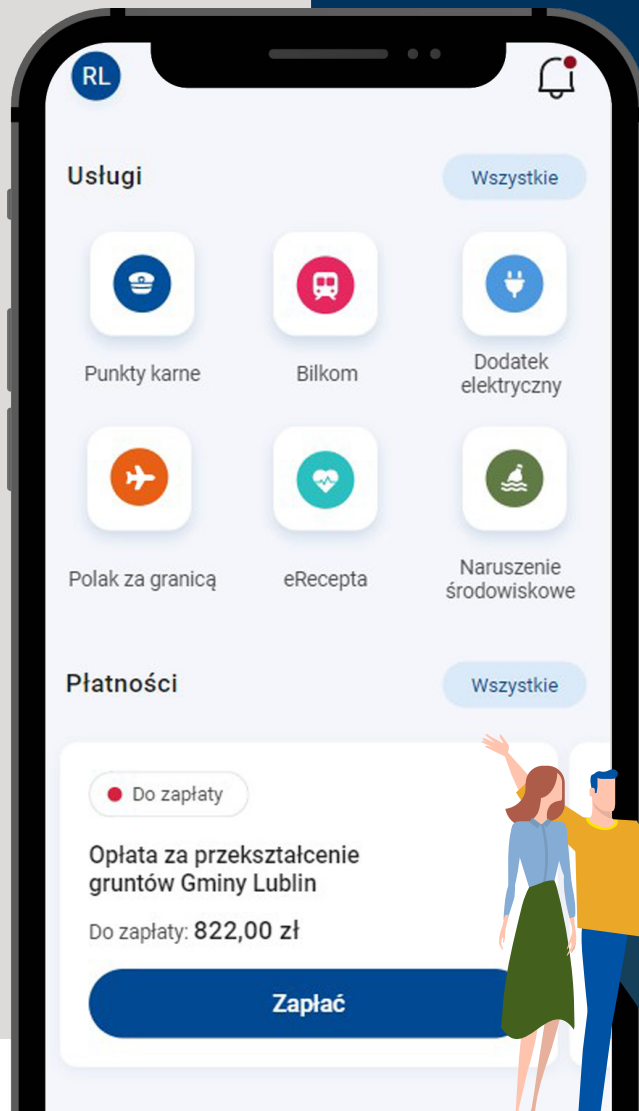 RL
Usługi
Wszystkie
Punkty karne
Bilkom
Dodatek
elektryczny
Polak za granicą
eRecepta
Naruszenie
środowiskowe
Płatności
Wszystkie
Do zapłaty
Opłata za przekształcenie
gruntów Gminy Lublin
Do zapłaty: 822,00 zł
Zapłać